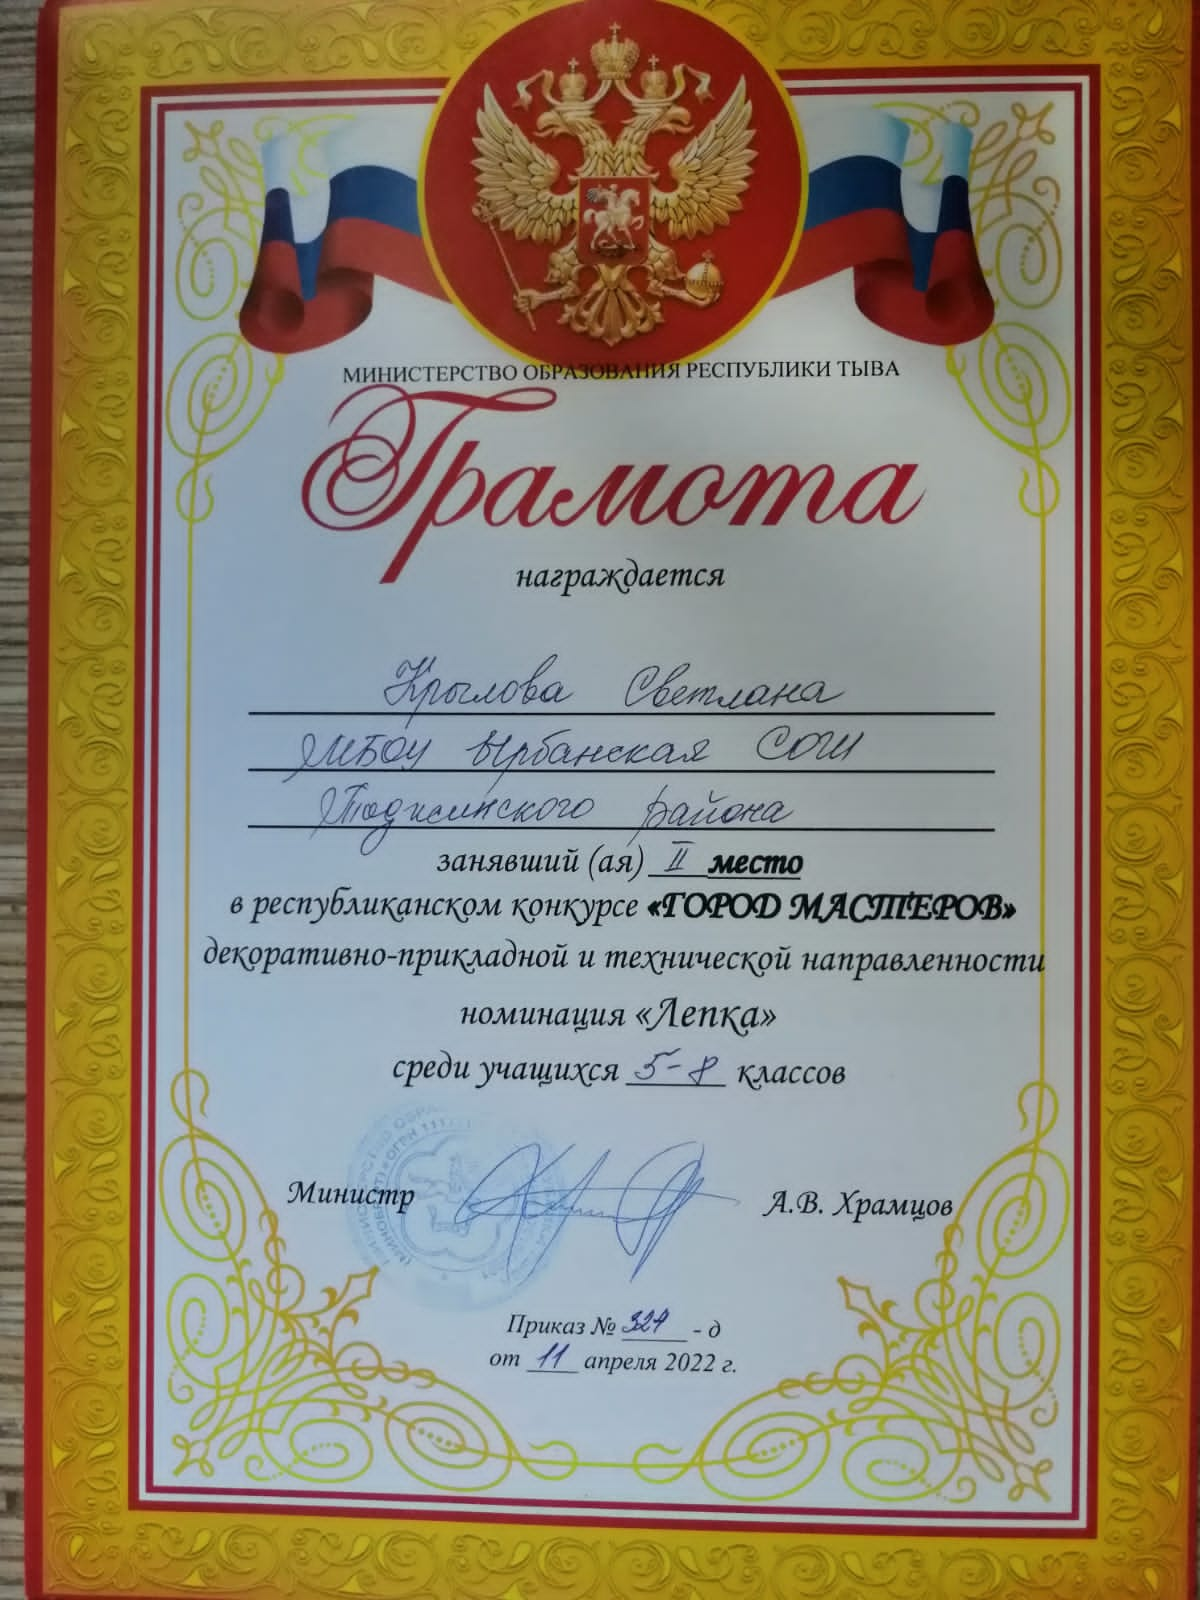 МИНИСТЕРСТВО ОБРАЗОВАНИЯ РЕСПУБЛИКИ ТЫВА
Грамота
награждается
Крылова Светлана
МБОУ Ырбанская СОШ
Тоджинского района
занявший (ая) II место
в республиканском конкурсе «ГОРОД МАСТЕРОВ»
декоративно-прикладной и технической направленности
номинация «Лепка»
среди учащихся 5-8 классов
Министр А.В. Храмцов
Приказ № - д
от 11 апреля 2022 г.